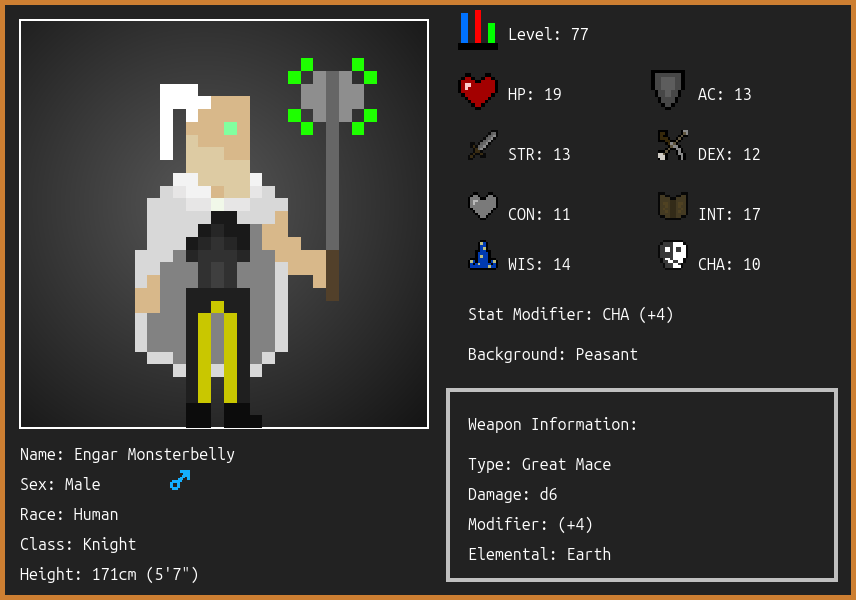 Level: 77
HP: 19
AC: 13
STR: 13
DEX: 12
CON: 11
INT: 17
WIS: 14
CHA: 10
Stat Modifier: CHA (+4)
Background: Peasant
Weapon Information:
Type: Great Mace
Damage: d6
Modifier: (+4)
Elemental: Earth
Name: Engar Monsterbelly
Sex: Male
Race: Human
Class: Knight
Height: 171cm (5'7")